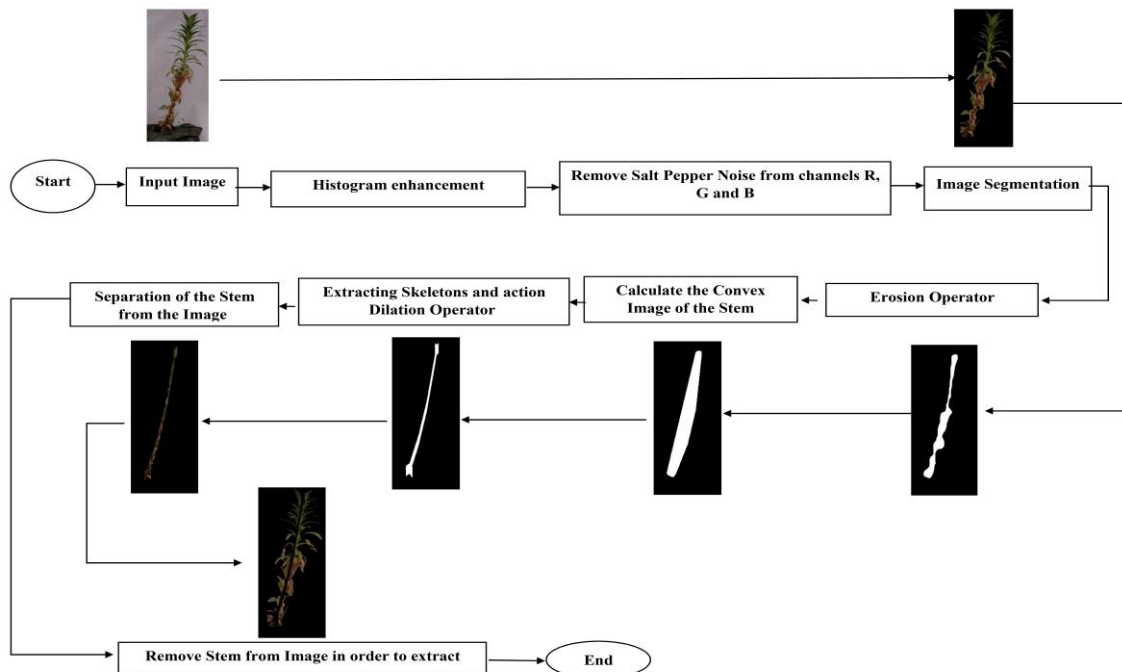 Start
Input Image
Histogram enhancement
Remove Salt Pepper Noise from channels R,
G and B
Image Segmentation
Erosion Operator
Calculate the Convex
Image of the Stem
Extracting Skeletons and action
Dilation Operator
Separation of the Stem
from the Image
Remove Stem from Image in order to extract
End